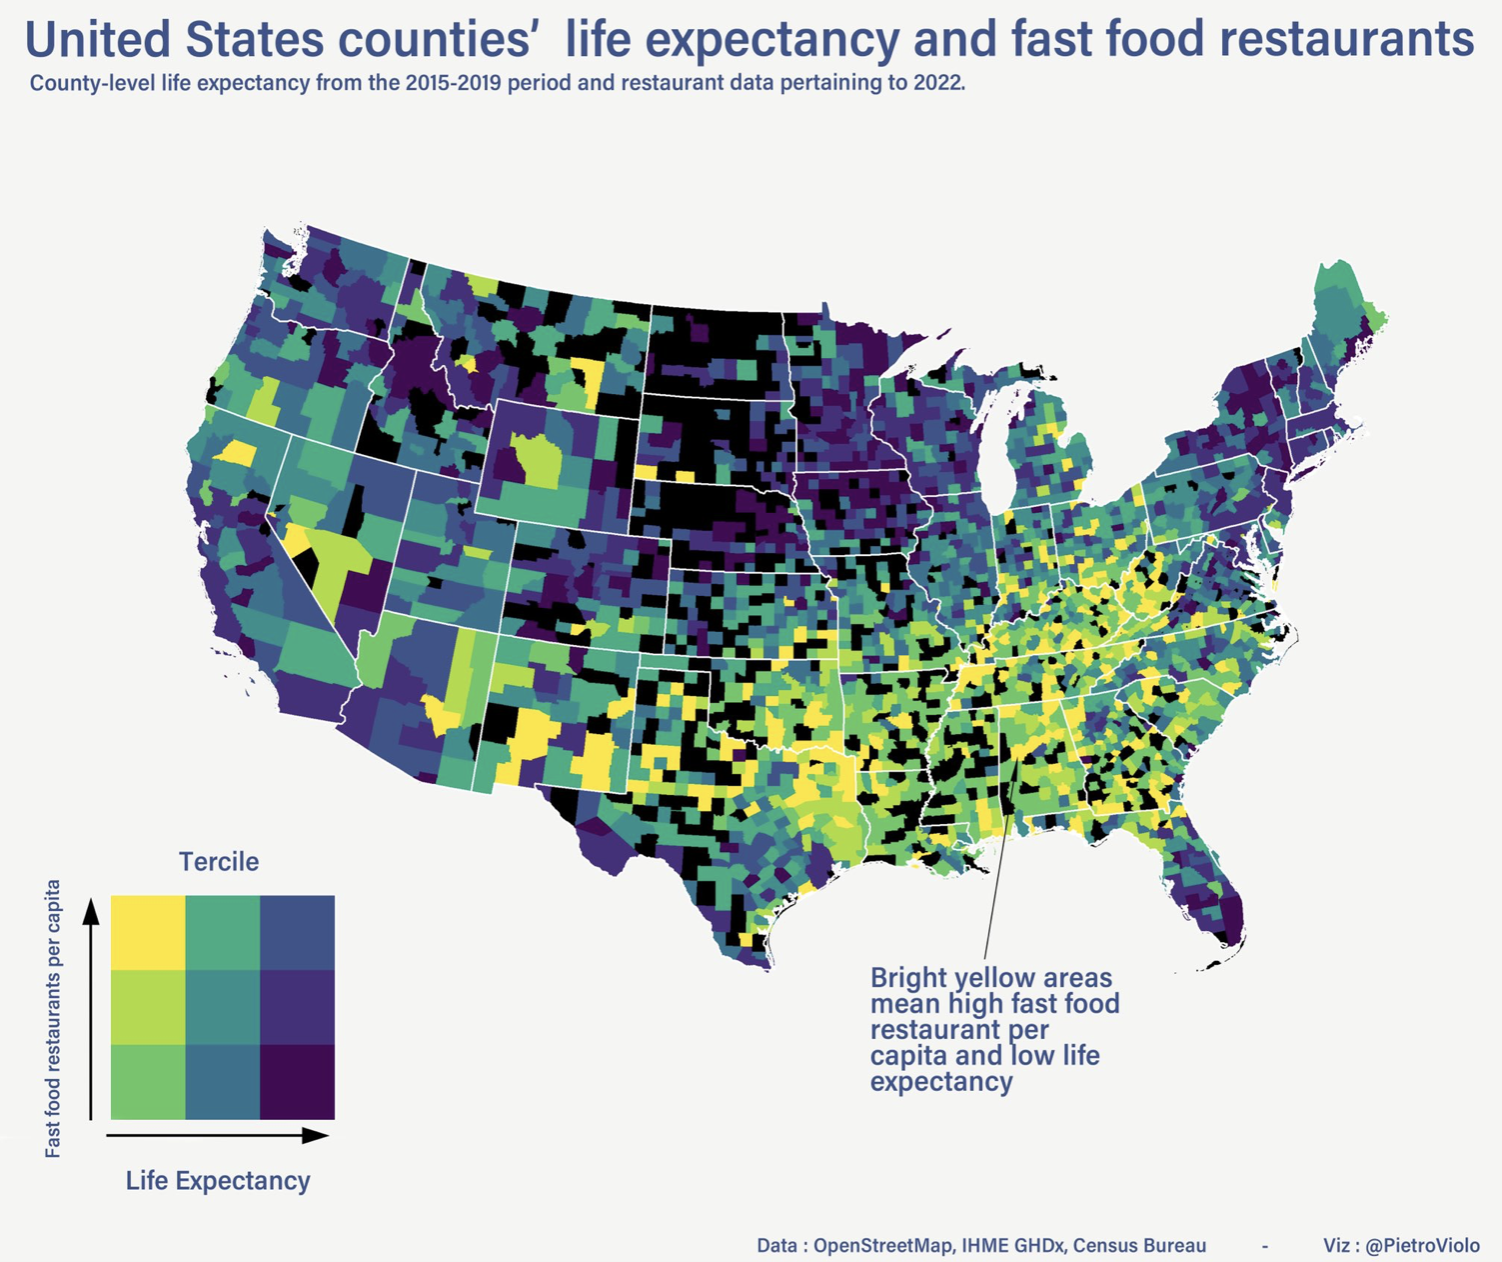 United States counties’ life expectancy and fast food restaurants
County-level life expectancy from the 2015-2019 period and restaurant data pertaining to 2022.
Tercile
Fast food restaurants per capita
Life Expectancy
Bright yellow areas
mean high fast food
restaurant per
capita and low life
expectancy
Data : OpenStreetMap, IHME GHDx, Census Bureau - Viz : @PietroViolo